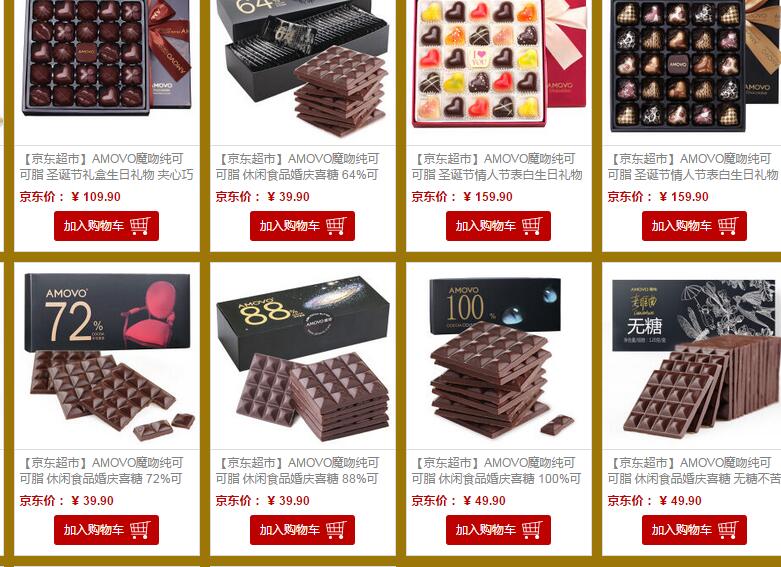 AMOVO
AMOVO
64%
I
YOU
AMOVO
AMOVO
AMOVO
【京东超市】AMOVO魔吻纯可
可脂 圣诞节礼盒生日礼物 夹心巧
京东价：¥ 109.90
加入购物车
【京东超市】AMOVO魔吻纯可
可脂 休闲食品婚庆喜糖 64%可
京东价：¥ 39.90
加入购物车
【京东超市】AMOVO魔吻纯可
可脂 圣诞节情人节表白生日礼物
京东价：¥ 159.90
加入购物车
【京东超市】AMOVO魔吻纯可
可脂 圣诞节情人节表白生日礼物
京东价：¥ 159.90
加入购物车
AMOVO
72%
AMOVO
88%
AMOVO
AMOVO
100%
AMOVO
无糖
【京东超市】AMOVO魔吻纯可
可脂 休闲食品婚庆喜糖 72%可
京东价：¥ 39.90
加入购物车
【京东超市】AMOVO魔吻纯可
可脂 休闲食品婚庆喜糖 88%可
京东价：¥ 39.90
加入购物车
【京东超市】AMOVO魔吻纯可
可脂 休闲食品婚庆喜糖 100%可
京东价：¥ 49.90
加入购物车
【京东超市】AMOVO魔吻纯可
可脂 休闲食品婚庆喜糖 无糖不苦
京东价：¥ 49.90
加入购物车